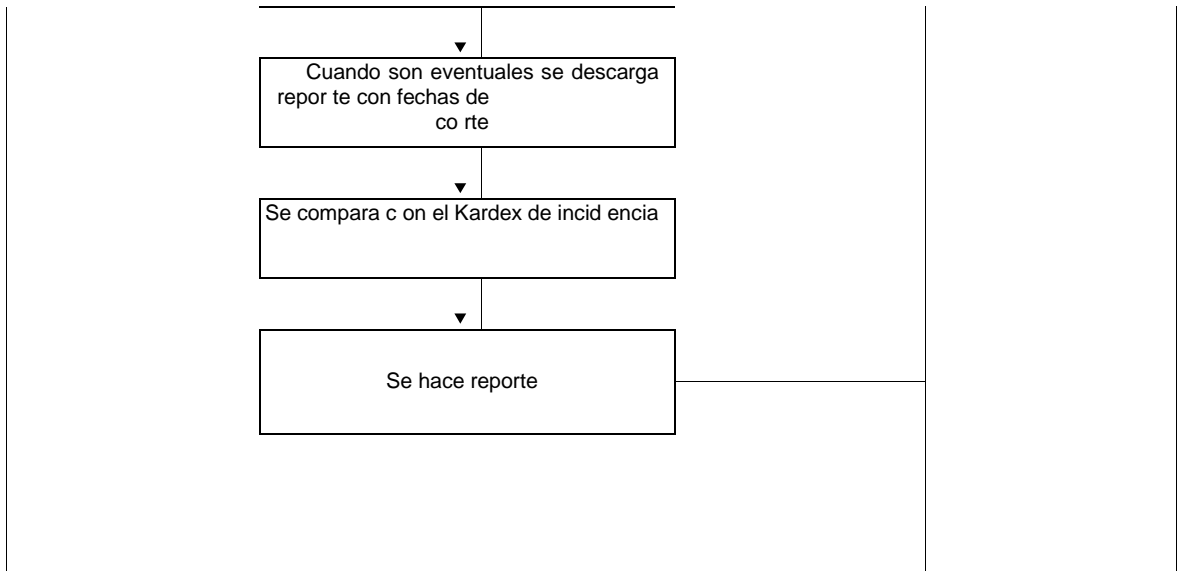 Cuando son eventuales se descarga
repor te con fechas de
co rte
Se compara c on el Kardex de incid encia
Se hace reporte